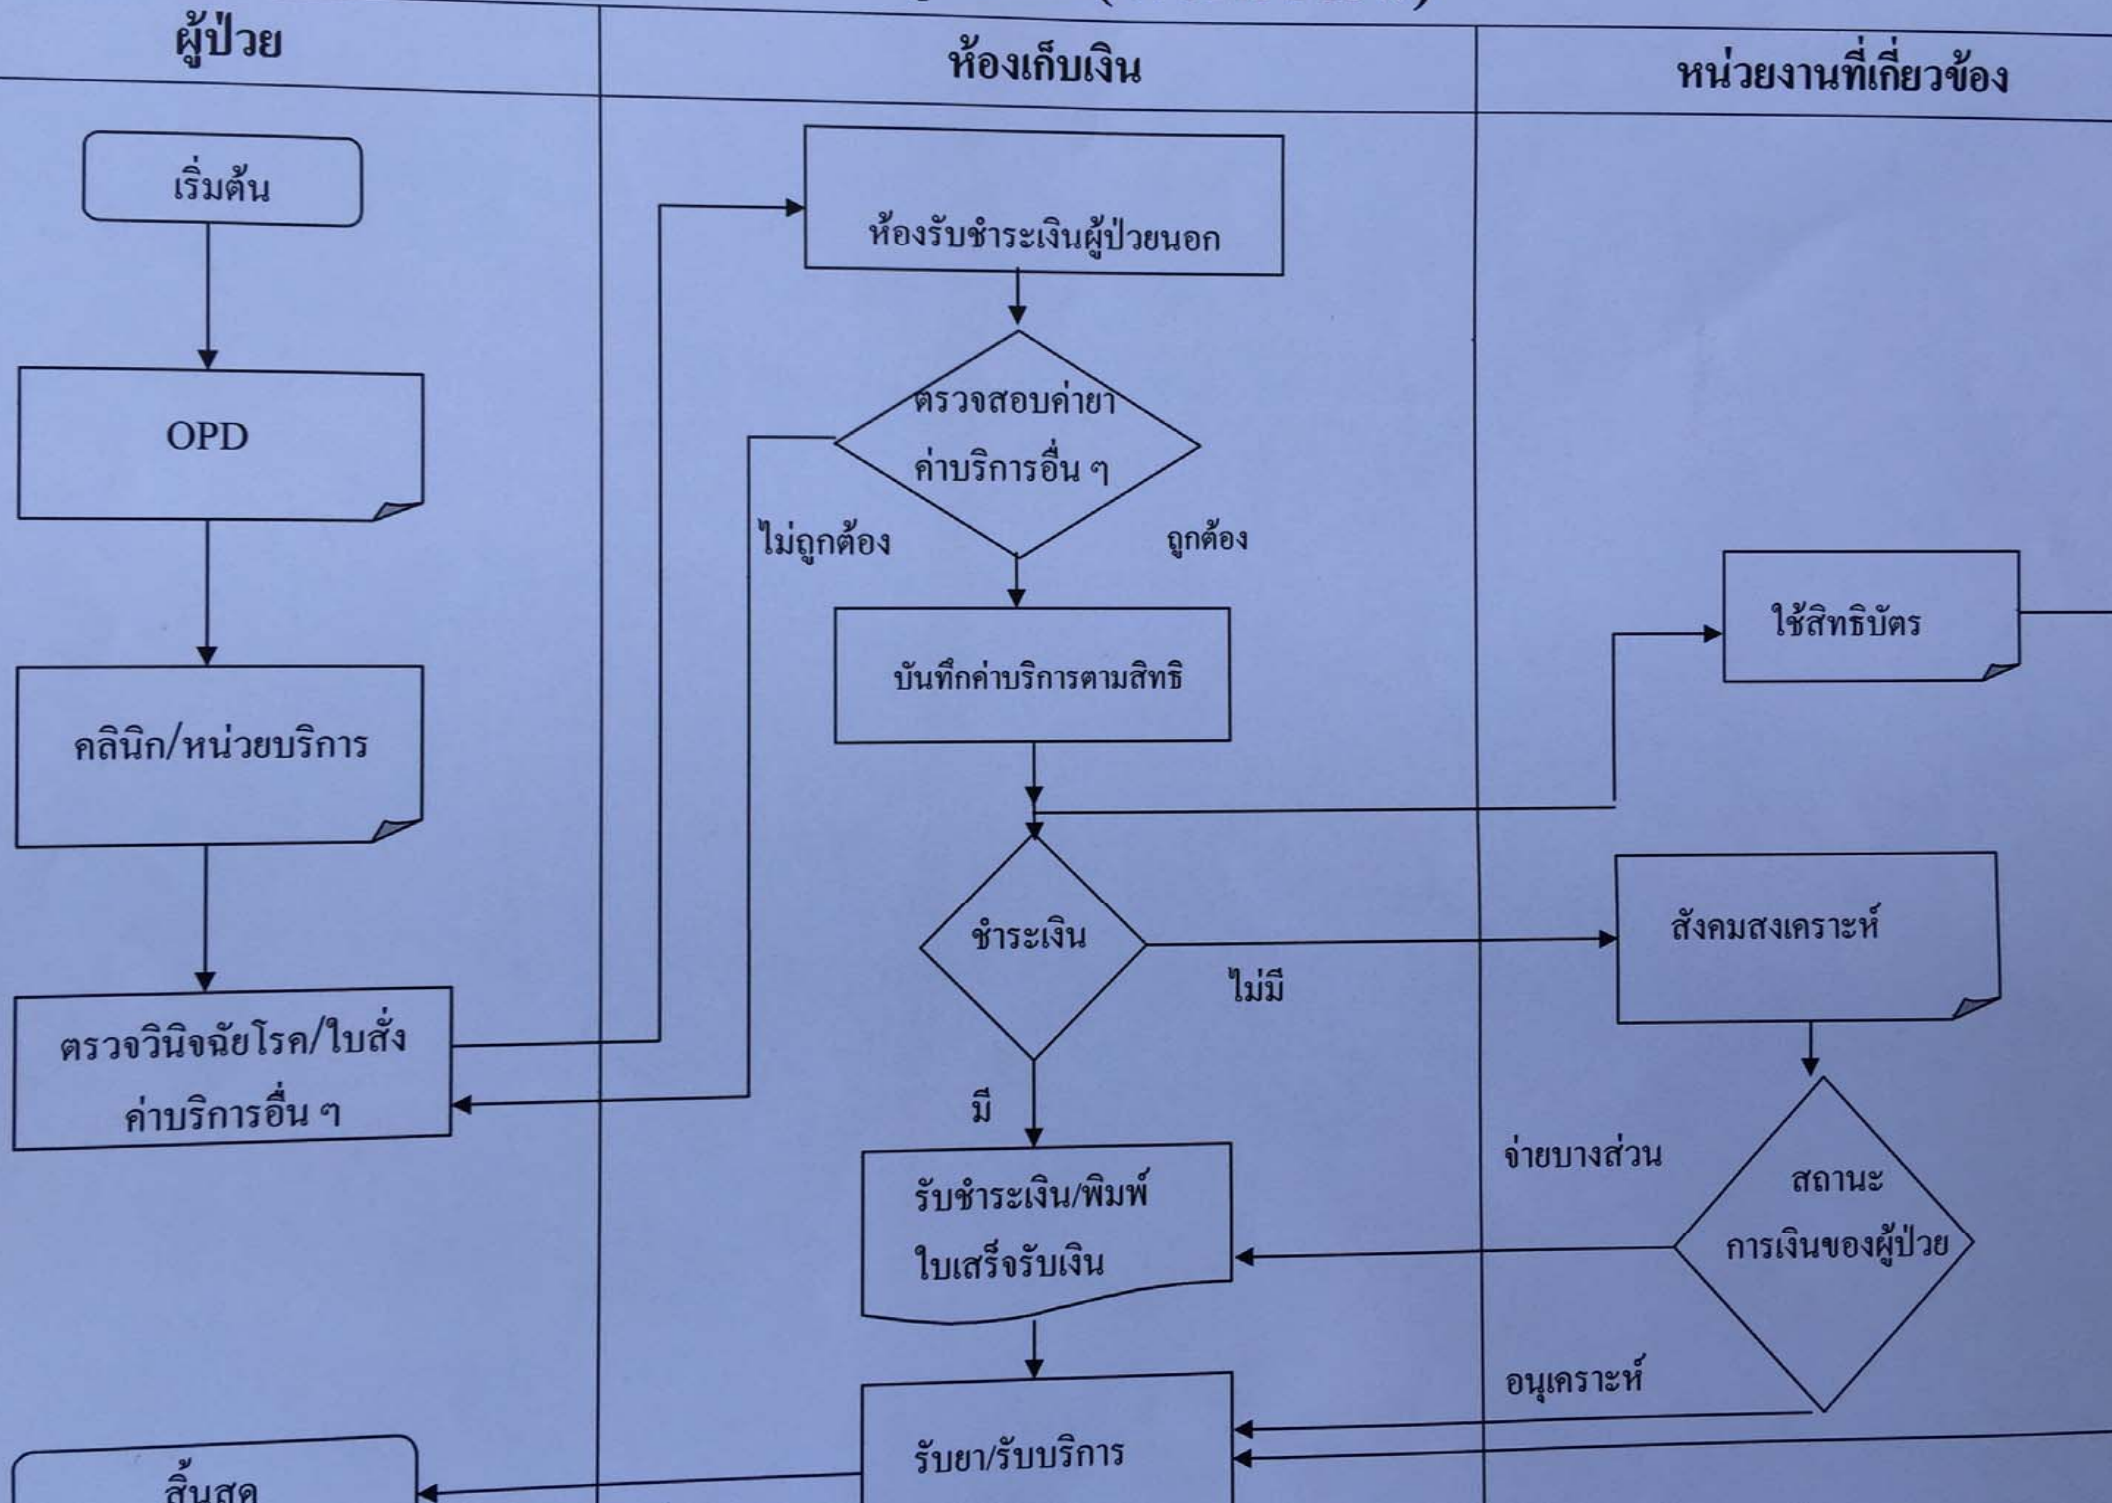 ผู้ป่วย
ห้องเก็บเงิน
หน่วยงานที่เกี่ยวข้อง
เริ่มต้น
ห้องรับชำระเงินผู้ป่วยนอก
OPD
ตรวจสอบค่ายา
ค่าบริการอื่น ๆ
ไม่ถูกต้อง
ถูกต้อง
ใช้สิทธิบัตร
บันทึกค่าบริการตามสิทธิ
คลินิก/หน่วยบริการ
ชำระเงิน
สังคมสงเคราะห์
ไม่มี
ตรวจวินิจฉัยโรค/ใบสั่ง
ค่าบริการอื่น ๆ
มี
จ่ายบางส่วน
สถานะ
การเงินของผู้ป่วย
รับชำระเงิน/พิมพ์
ใบเสร็จรับเงิน
อนุเคราะห์
รับยา/รับบริการ
สิ้นสุด